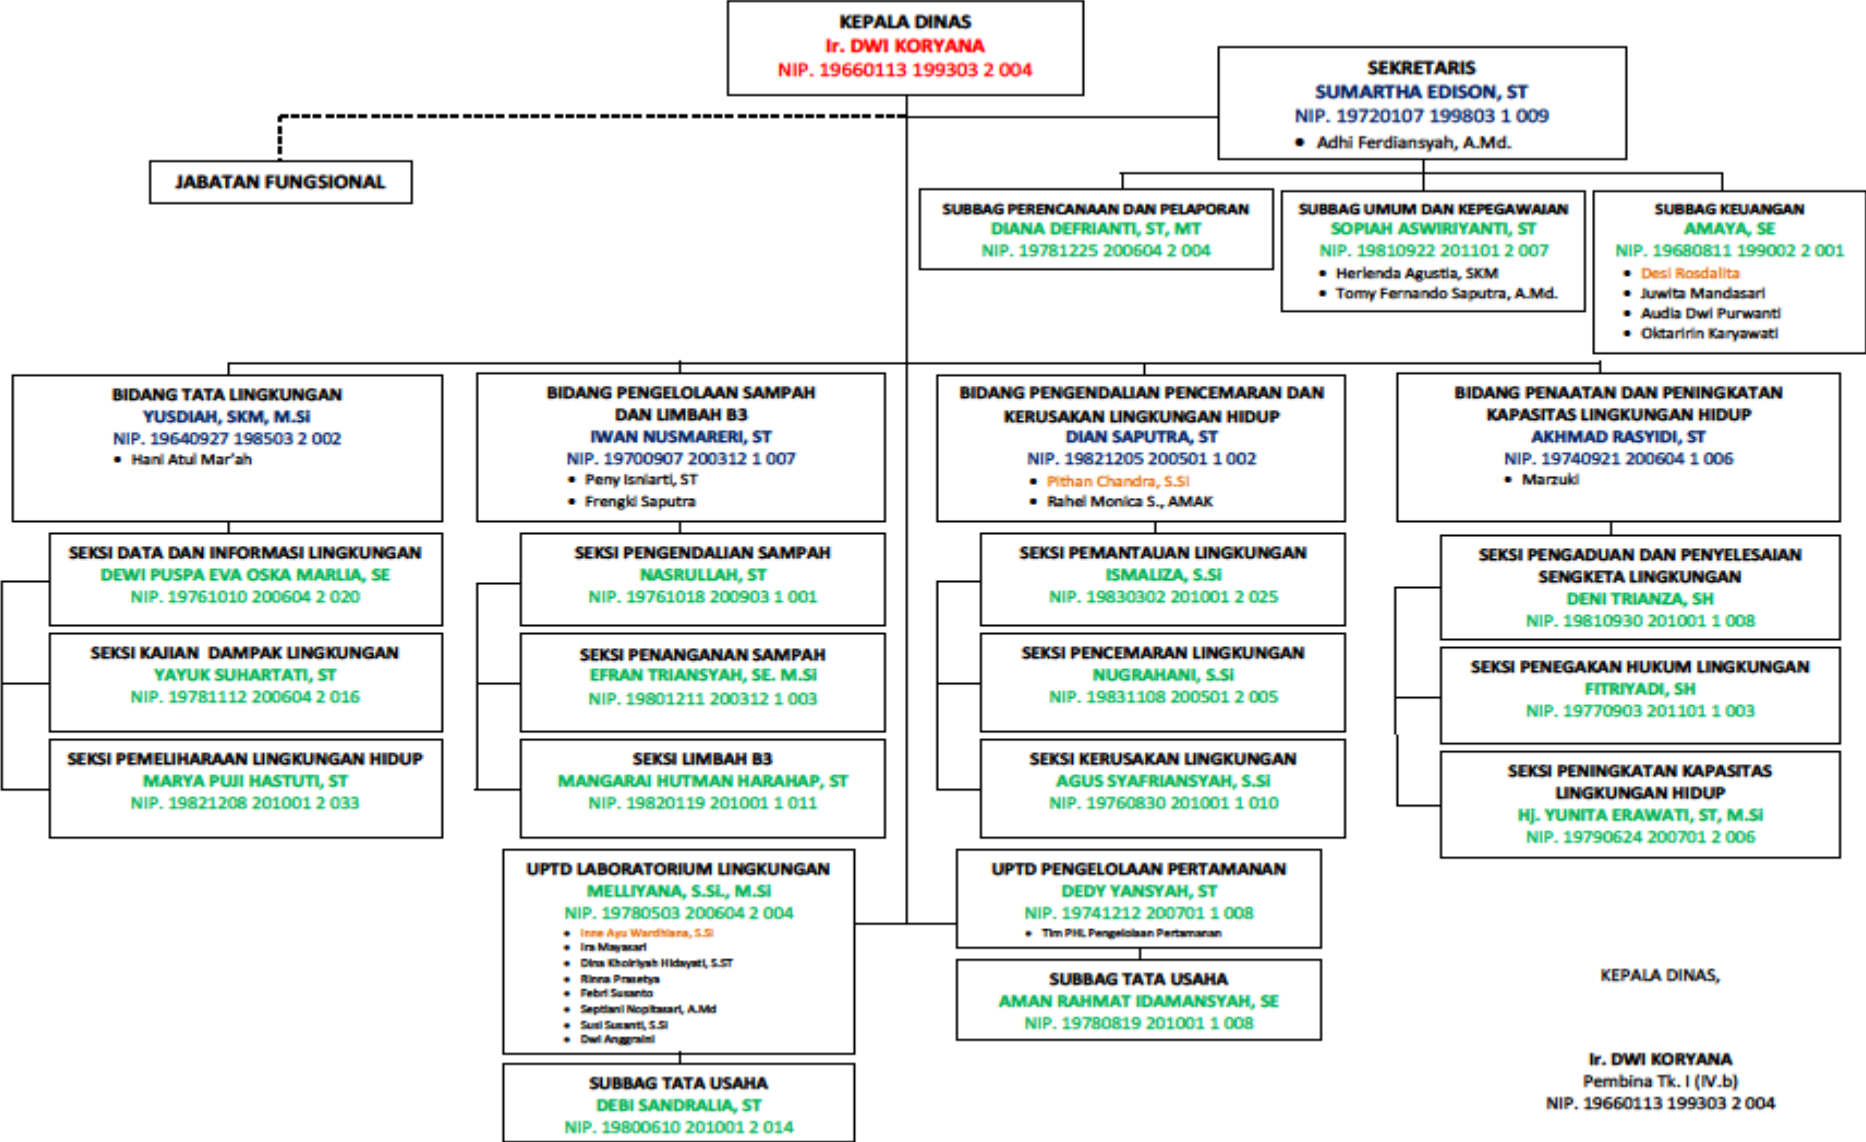 KEPALA DINAS
Ir. DWI KORYANA
NIP. 19660113 199303 2 004
SEKRETARIS
SUMARTHA EDISON, ST
NIP. 19720107 199803 1 009
• Adhi Ferdiansyah, A.Md.
JABATAN FUNGSIONAL
SUBBAG PERENCANAAN DAN PELAPORAN
DIANA DEFRIANTI, ST, MT
NIP. 19781225 200604 2 004
SUBBAG UMUM DAN KEPEGAWAIAN
SOPIAH ASWIRIYANTI, ST
NIP. 19810922 201101 2 007
• Herlenda Agustia, SKM
• Tomy Fernando Saputra, A.Md.
SUBBAG KEUANGAN
AMAYA, SE
NIP. 19680811 199002 2 001
• Desi Rosdalita
• Juwita Mandasari
• Audia Dwi Purwanti
• Oktaririn Karyawati
BIDANG TATA LINGKUNGAN
YUSDIAH, SKM, M.Si
NIP. 19640927 198503 2 002
• Hani Atul Mar'ah
BIDANG PENGELOLAAN SAMPAH
DAN LIMBAH B3
IWAN NUSMARERI, ST
NIP. 19700907 200312 1 007
• Peny Isniarti, ST
• Frengki Saputra
BIDANG PENGENDALIAN PENCEMARAN DAN
KERUSAKAN LINGKUNGAN HIDUP
DIAN SAPUTRA, ST
NIP. 19821205 200501 1 002
• Pithan Chandra, S.Si
• Rahel Monica S., AMAK
BIDANG PENAATAN DAN PENINGKATAN
KAPASITAS LINGKUNGAN HIDUP
AKHMAD RASYIDI, ST
NIP. 19740921 200604 1 006
• Marzuki
SEKSI DATA DAN INFORMASI LINGKUNGAN
DEWI PUSPA EVA OSKA MARLIA, SE
NIP. 19761010 200604 2 020
SEKSI KAJIAN DAMPAK LINGKUNGAN
YAYUK SUHARTATI, ST
NIP. 19781112 200604 2 016
SEKSI PEMELIHARAAN LINGKUNGAN HIDUP
MARYA PUJI HASTUTI, ST
NIP. 19821208 201001 2 033
SEKSI PENGENDALIAN SAMPAH
NASRULLAH, ST
NIP. 19761018 200903 1 001
SEKSI PENANGANAN SAMPAH
EFRAN TRIANSYAH, SE. M.Si
NIP. 19801211 200312 1 003
SEKSI LIMBAH B3
MANGARAI HUTMAN HARAHAP, ST
NIP. 19820119 201001 1 011
SEKSI PEMANTAUAN LINGKUNGAN
ISMALIZA, S.Si
NIP. 19830302 201001 2 025
SEKSI PENCEMARAN LINGKUNGAN
NUGRAHANI, S.Si
NIP. 19831108 200501 2 005
SEKSI KERUSAKAN LINGKUNGAN
AGUS SYAFRIANSYAH, S.Si
NIP. 19760830 201001 1 010
SEKSI PENGADUAN DAN PENYELESAIAN
SENGKETA LINGKUNGAN
DENI TRIANZA, SH
NIP. 19810930 201001 1 008
SEKSI PENEGAKAN HUKUM LINGKUNGAN
FITRIYADI, SH
NIP. 19770903 201101 1 003
SEKSI PENINGKATAN KAPASITAS
LINGKUNGAN HIDUP
Hj. YUNITA ERAWATI, ST, M.Si
NIP. 19790624 200701 2 006
UPTD LABORATORIUM LINGKUNGAN
MELLIYANA, S.Si., M.Si
NIP. 19780503 200604 2 004
• Inne Ayu Wardhiana, S.Si
• Ira Mayasari
• Dina Khoiriyah Hidayati, S.ST
• Rinna Prasetya
• Febri Susanto
• Septiani Nopitasari, A.Md
• Susi Susanti, S.Si
• Dwi Anggraini
SUBBAG TATA USAHA
DEBI SANDRALIA, ST
NIP. 19800610 201001 2 014
UPTD PENGELOLAAN PERTAMANAN
DEDY YANSYAH, ST
NIP. 19741212 200701 1 008
• Tim PHL Pengelolaan Pertamanan
SUBBAG TATA USAHA
AMAN RAHMAT IDAMANSYAH, SE
NIP. 19780819 201001 1 008
KEPALA DINAS,
Ir. DWI KORYANA
Pembina Tk. I (IV.b)
NIP. 19660113 199303 2 004